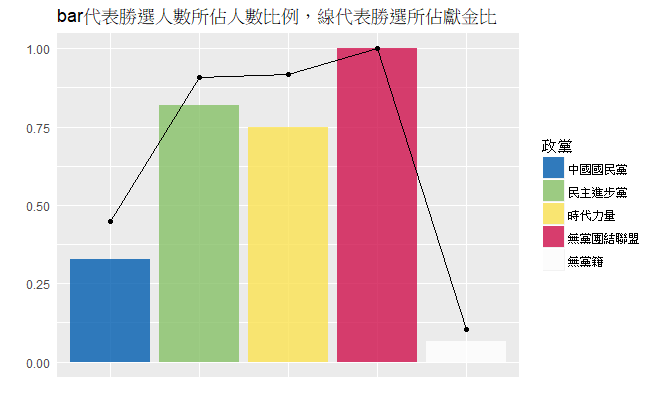 bar代表勝選人數所佔人數比例，線代表勝選所佔獻金比
1.00
0.75
0.50
0.25
0.00
政黨
中國國民黨
民主進步黨
時代力量
無黨團結聯盟
無黨籍